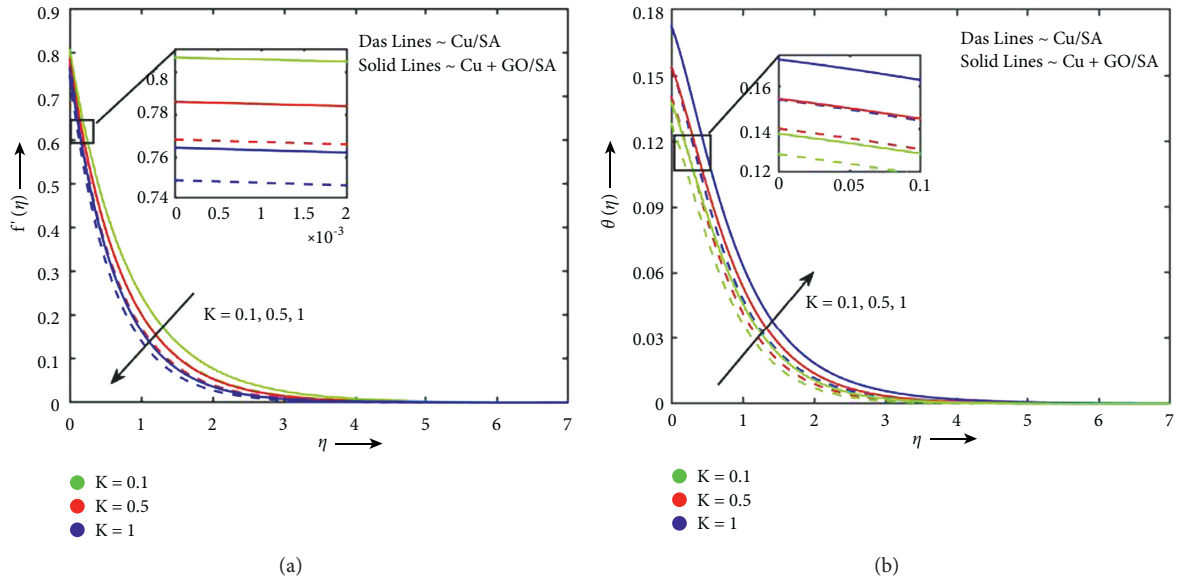 0.9
0.8
0.7
0.6
0.5
0.4
0.3
0.2
0.1
0
f′(η)
0.8
0.78
0.76
0.74
0 0.5 1 1.5 2
×10⁻³
Das Lines ~ Cu/SA
Solid Lines ~ Cu + GO/SA
K = 0.1, 0.5, 1
0 1 2 3 4 5 6 7
η
K = 0.1
K = 0.5
K = 1
(a)
0.18
0.15
0.12
0.09
0.06
0.03
0
θ(η)
0.16
0.14
0.12
0 0.05 0.1
Das Lines ~ Cu/SA
Solid Lines ~ Cu + GO/SA
K = 0.1, 0.5, 1
0 1 2 3 4 5 6 7
η
K = 0.1
K = 0.5
K = 1
(b)